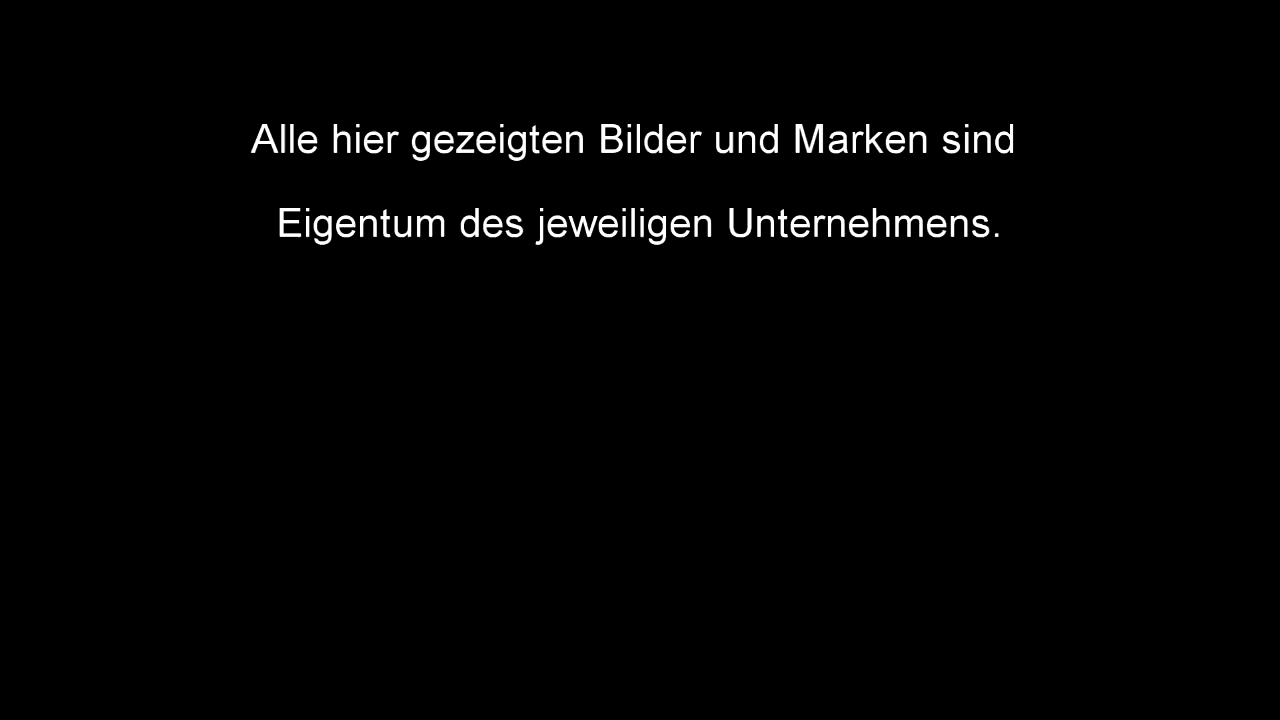 Alle hier gezeigten Bilder und Marken sind
Eigentum des jeweiligen Unternehmens.